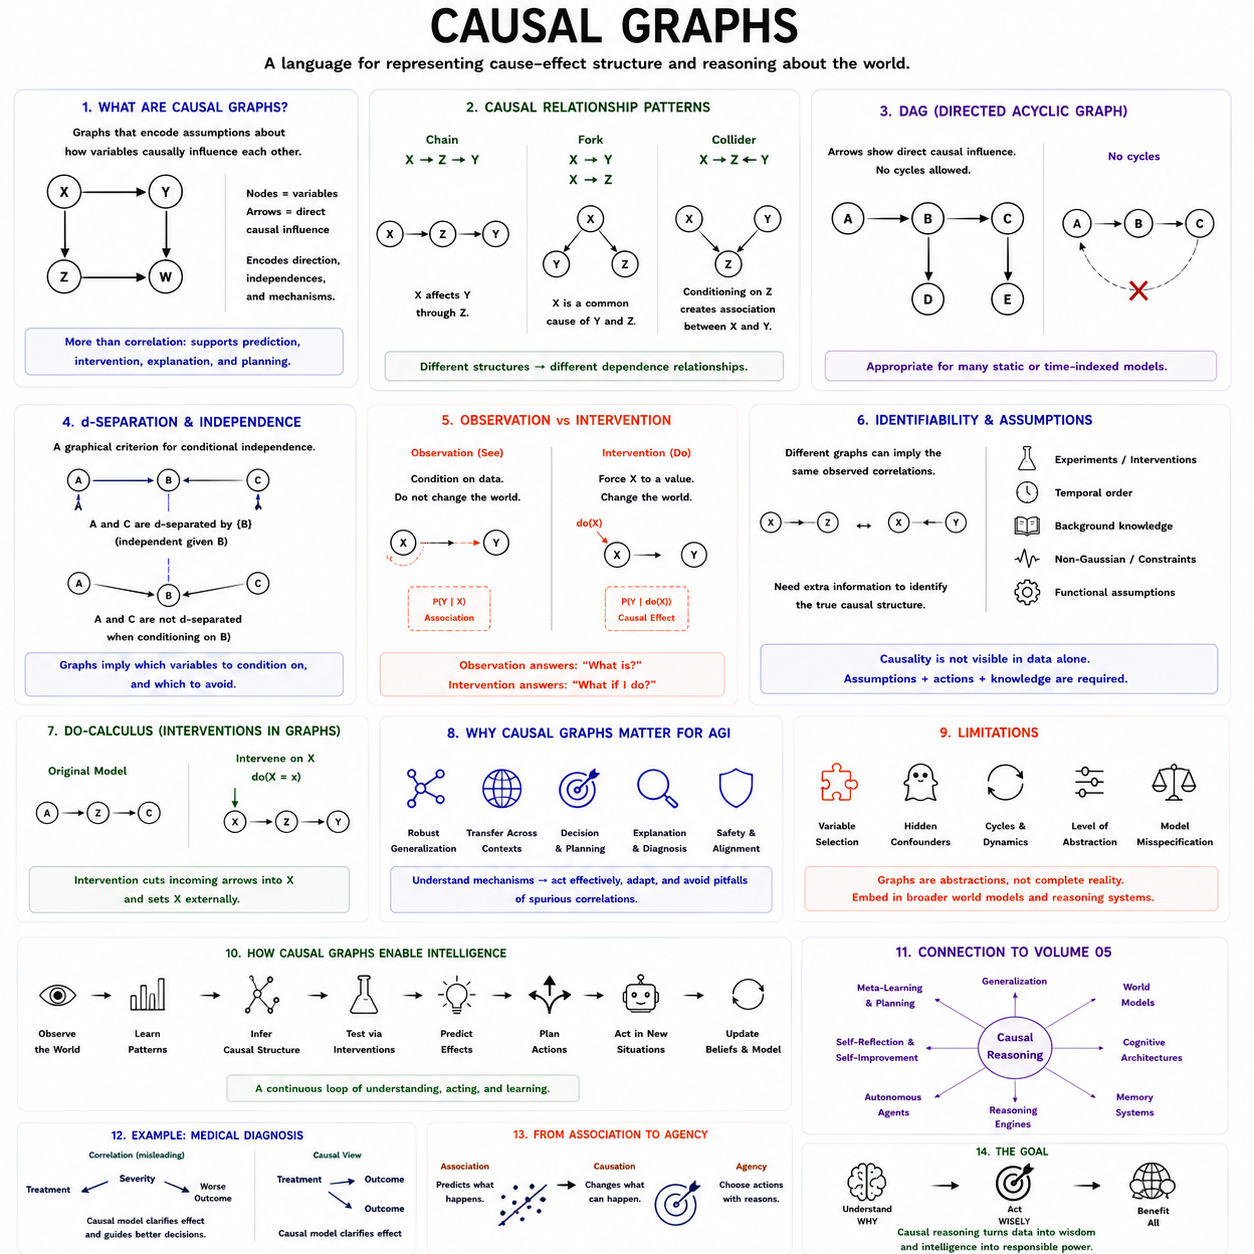 CAUSAL GRAPHS
A language for representing cause–effect structure and reasoning about the world.
1. WHAT ARE CAUSAL GRAPHS?
Graphs that encode assumptions about
how variables causally influence each other.
X
Y
Z
W
Nodes = variables
Arrows = direct
causal influence
Encodes direction,
independences,
and mechanisms.
More than correlation: supports prediction,
intervention, explanation, and planning.
2. CAUSAL RELATIONSHIP PATTERNS
Chain
X → Z → Y
X
Z
Y
X affects Y
through Z.
Fork
X → Y
X → Z
X
Y
Z
X is a common
cause of Y and Z.
Collider
X → Z ← Y
X
Y
Z
Conditioning on Z
creates association
between X and Y.
Different structures → different dependence relationships.
3. DAG (DIRECTED ACYCLIC GRAPH)
Arrows show direct causal influence.
No cycles allowed.
A
B
C
D
E
No cycles
A
B
C
Appropriate for many static or time-indexed models.
4. d-SEPARATION & INDEPENDENCE
A graphical criterion for conditional independence.
A
B
C
A and C are d-separated by {B}
(independent given B)
A
B
C
A and C are not d-separated
when conditioning on B)
Graphs imply which variables to condition on,
and which to avoid.
5. OBSERVATION vs INTERVENTION
Observation (See)
Condition on data.
Do not change the world.
X
Y
P(Y | X)
Association
Intervention (Do)
Force X to a value.
Change the world.
do(X)
X
Y
P(Y | do(X))
Causal Effect
Observation answers: “What is?”
Intervention answers: “What if I do?”
6. IDENTIFIABILITY & ASSUMPTIONS
Different graphs can imply the
same observed correlations.
X
Z
↔
X
Y
Need extra information to identify
the true causal structure.
Experiments / Interventions
Temporal order
Background knowledge
Non-Gaussian / Constraints
Functional assumptions
Causality is not visible in data alone.
Assumptions + actions + knowledge are required.
7. DO-CALCULUS (INTERVENTIONS IN GRAPHS)
Original Model
A
Z
C
Intervene on X
do(X = x)
X
Z
Y
Intervention cuts incoming arrows into X
and sets X externally.
8. WHY CAUSAL GRAPHS MATTER FOR AGI
Robust
Generalization
Transfer Across
Contexts
Decision
& Planning
Explanation
& Diagnosis
Safety &
Alignment
Understand mechanisms → act effectively, adapt, and avoid pitfalls
of spurious correlations.
9. LIMITATIONS
Variable
Selection
Hidden
Confounders
Cycles &
Dynamics
Level of
Abstraction
Model
Misspecification
Graphs are abstractions, not complete reality.
Embed in broader world models and reasoning systems.
10. HOW CAUSAL GRAPHS ENABLE INTELLIGENCE
Observe
the World
Learn
Patterns
Infer
Causal Structure
Test via
Interventions
Predict
Effects
Plan
Actions
Act in New
Situations
Update
Beliefs & Model
A continuous loop of understanding, acting, and learning.
11. CONNECTION TO VOLUME 05
Generalization
Meta-Learning
& Planning
World
Models
Self-Reflection &
Self-Improvement
Causal
Reasoning
Cognitive
Architectures
Autonomous
Agents
Reasoning
Engines
Memory
Systems
12. EXAMPLE: MEDICAL DIAGNOSIS
Correlation (misleading)
Treatment
Severity
Worse
Outcome
Causal model clarifies effect
and guides better decisions.
Causal View
Treatment
Outcome
Outcome
Causal model clarifies effect
13. FROM ASSOCIATION TO AGENCY
Association
Predicts what
happens.
Causation
Changes what
can happen.
Agency
Choose actions
with reasons.
14. THE GOAL
Understand
WHY
Act
WISELY
Benefit
All
Causal reasoning turns data into wisdom
and intelligence into responsible power.